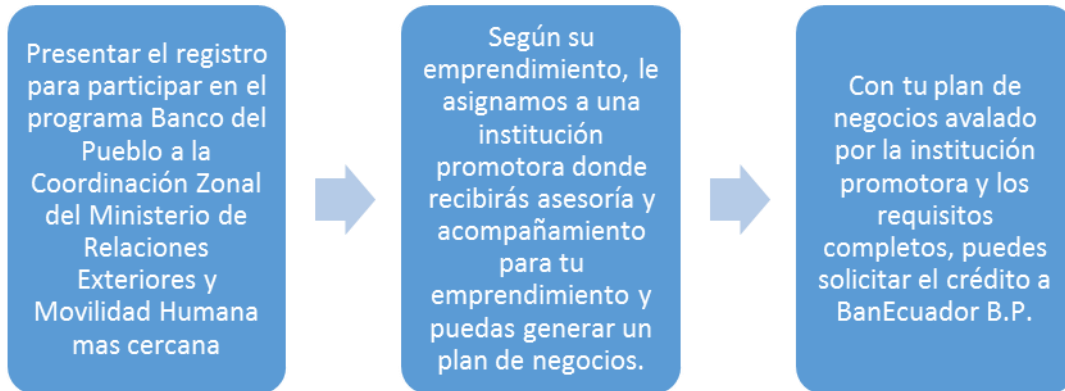 Presentar el registro
para participar en el
programa Banco del
Pueblo a la
Coordinación Zonal
del Ministerio de
Relaciones
Exteriores y
Movilidad Humana
mas cercana
Según su
emprendimiento, le
asignamos a una
institución
promotora donde
recibirás asesoría y
acompañamiento
para tu
emprendimiento y
puedas generar un
plan de negocios.
Con tu plan de
negocios avalado
por la institución
promotora y los
requisitos
completos, puedes
solicitar el crédito a
BanEcuador B.P.